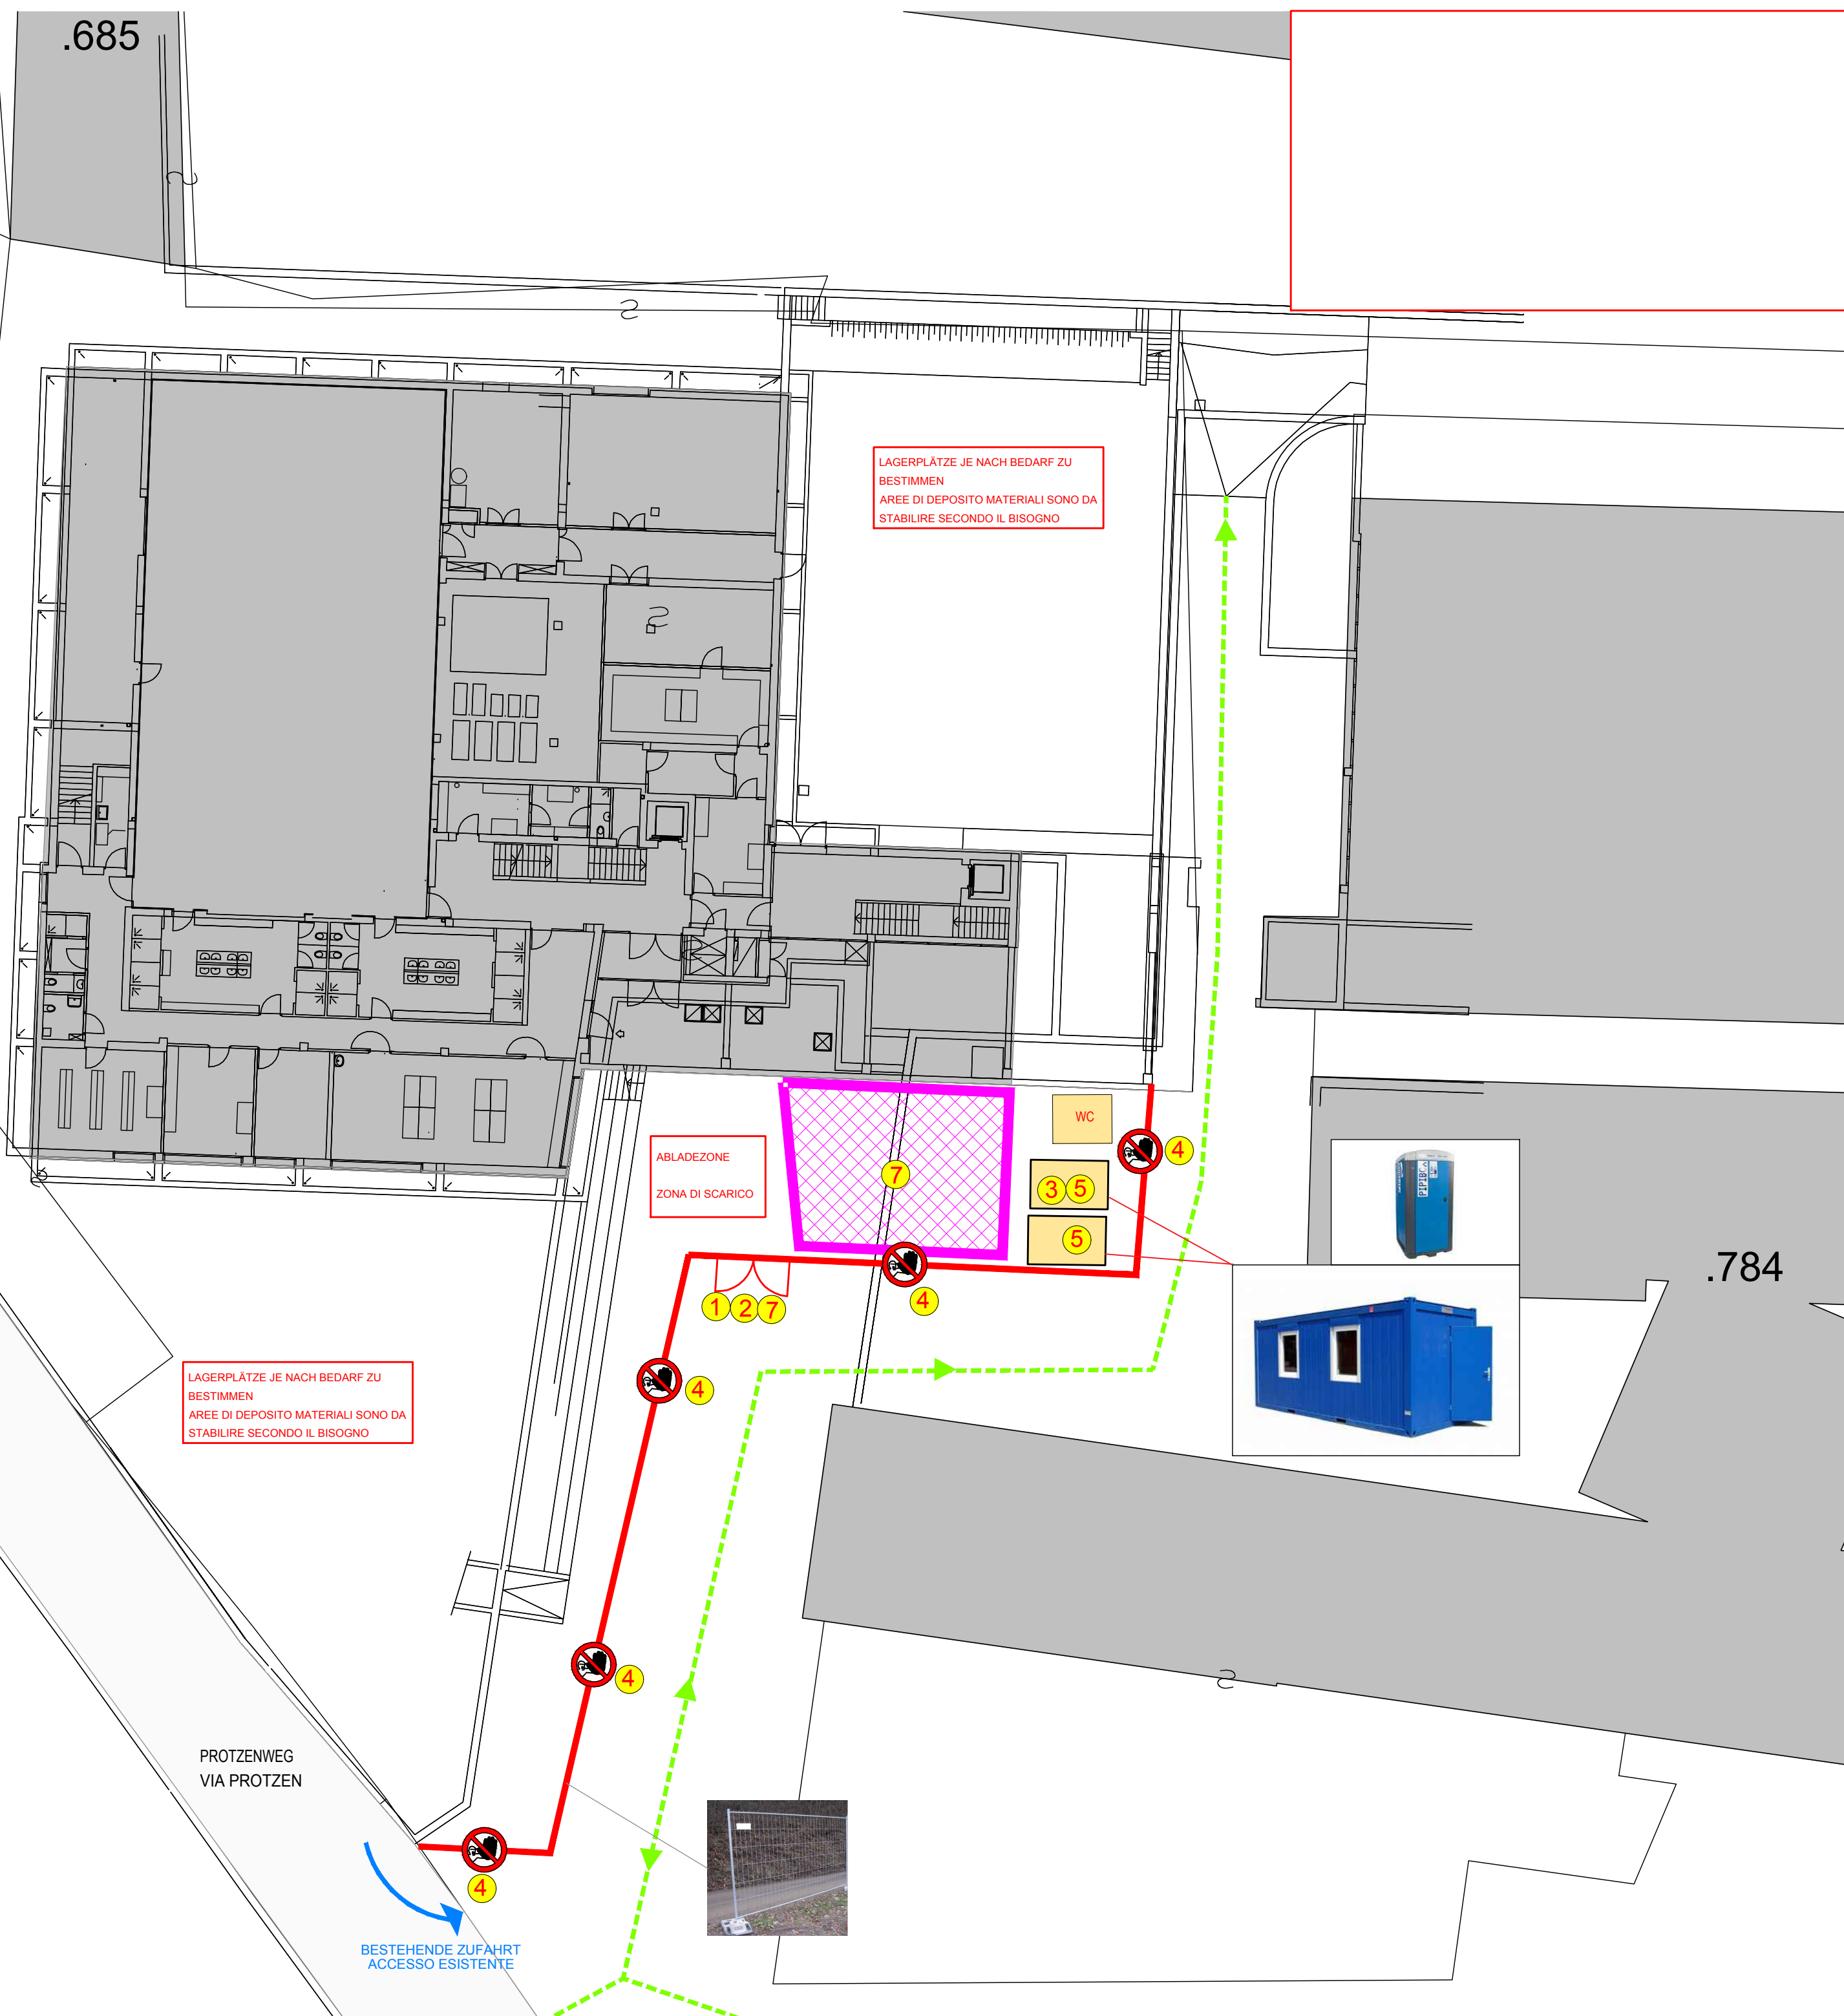 .685
LAGERPLÄTZE JE NACH BEDARF ZU
BESTIMMEN
AREE DI DEPOSITO MATERIALI SONO DA
STABILIRE SECONDO IL BISOGNO
WC
4
ABLADEZONE
ZONA DI SCARICO
7
3 5
5
.784
1 2 7
4
4
LAGERPLÄTZE JE NACH BEDARF ZU
BESTIMMEN
AREE DI DEPOSITO MATERIALI SONO DA
STABILIRE SECONDO IL BISOGNO
4
PROTZENWEG
VIA PROTZEN
4
BESTEHENDE ZUFAHRT
ACCESSO ESISTENTE